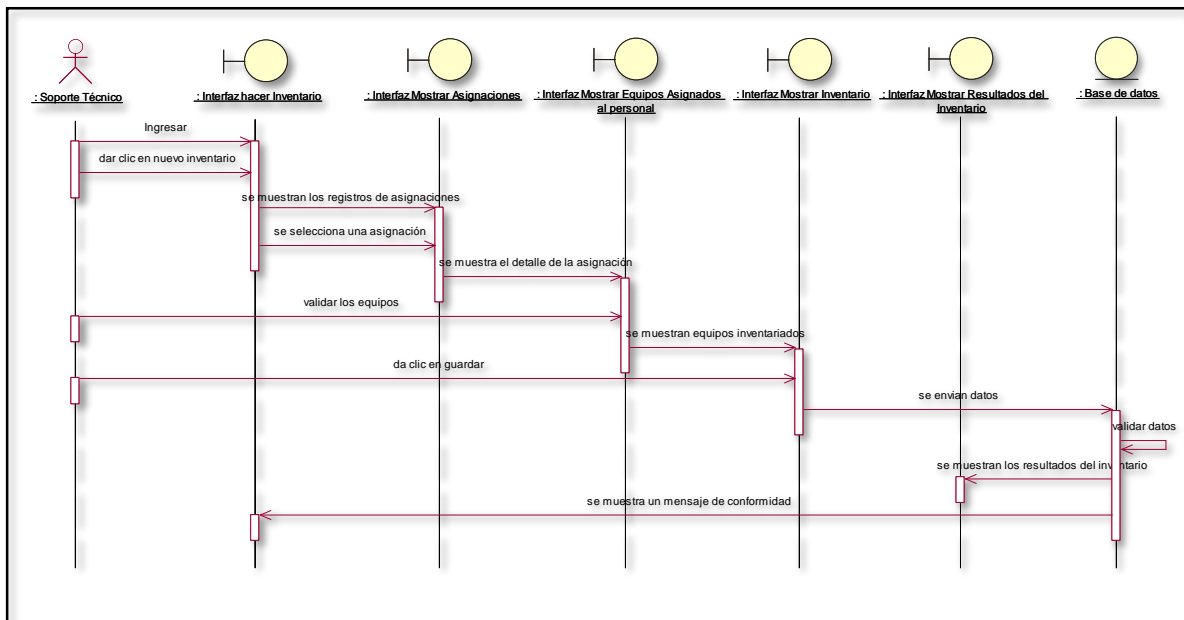 : Soporte Técnico
: Interfaz hacer Inventario
: Interfaz Mostrar Asignaciones
: Interfaz Mostrar Equipos Asignados
al personal
: Interfaz Mostrar Inventario
: Interfaz Mostrar Resultados del
Inventario
: Base de datos
Ingresar
dar clic en nuevo inventario
se muestran los registros de asignaciones
se selecciona una asignación
se muestra el detalle de la asignación
validar los equipos
se muestran equipos inventariados
da clic en guardar
se envian datos
validar datos
se muestran los resultados del inventario
se muestra un mensaje de conformidad